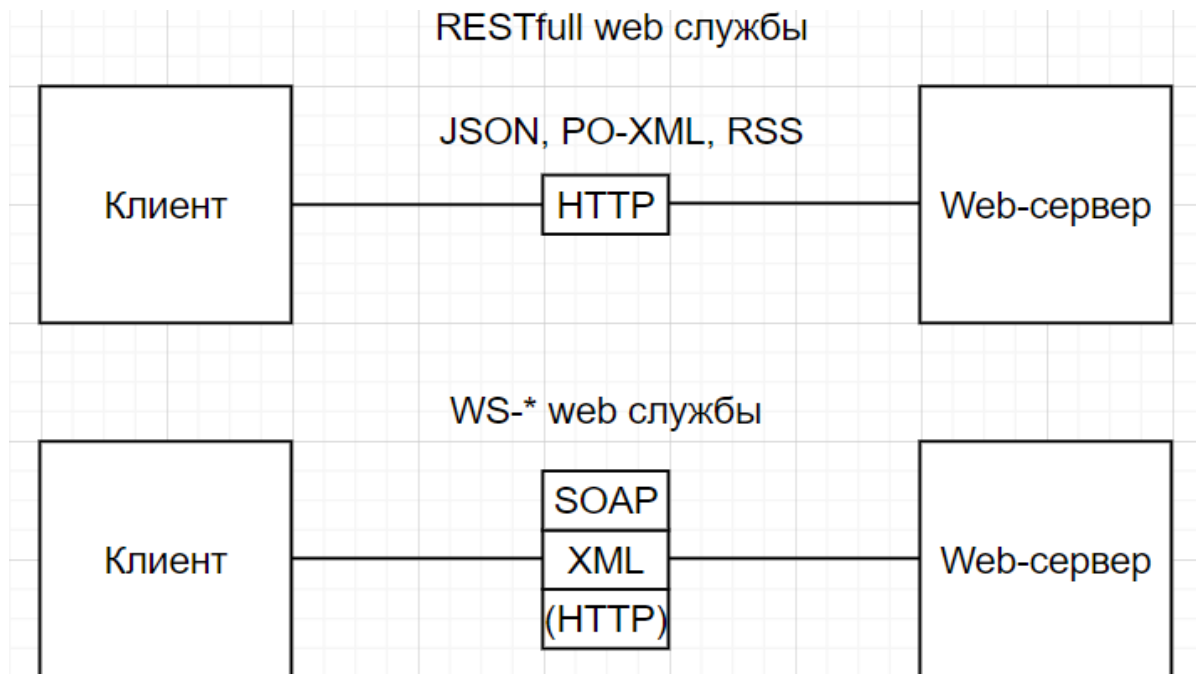 RESTfull web службы
JSON, PO-XML, RSS
Клиент
HTTP
Web-сервер
WS-* web службы
SOAP
Клиент
XML
Web-сервер
(HTTP)